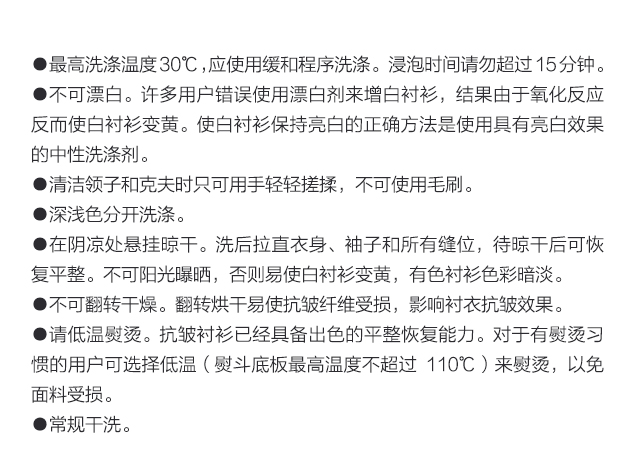 ●最高洗涤温度30℃,应使用缓和程序洗涤。浸泡时间请勿超过15分钟。
●不可漂白。许多用户错误使用漂白剂来增白衬衫，结果由于氧化反应
反而使白衬衫变黄。使白衬衫保持亮白的正确方法是使用具有亮白效果
的中性洗涤剂。
●清洁领子和克夫时只可用手轻轻搓揉，不可使用毛刷。
●深浅色分开洗涤。
●在阴凉处悬挂晾干。洗后拉直衣身、袖子和所有缝位，待晾干后可恢
复平整。不可阳光曝晒，否则易使白衬衫变黄，有色衬衫色彩暗淡。
●不可翻转干燥。翻转烘干易使抗皱纤维受损，影响衬衣抗皱效果。
●请低温熨烫。抗皱衬衫已经具备出色的平整恢复能力。对于有熨烫习
惯的用户可选择低温（熨斗底板最高温度不超过 110℃）来熨烫，以免
面料受损。
●常规干洗。